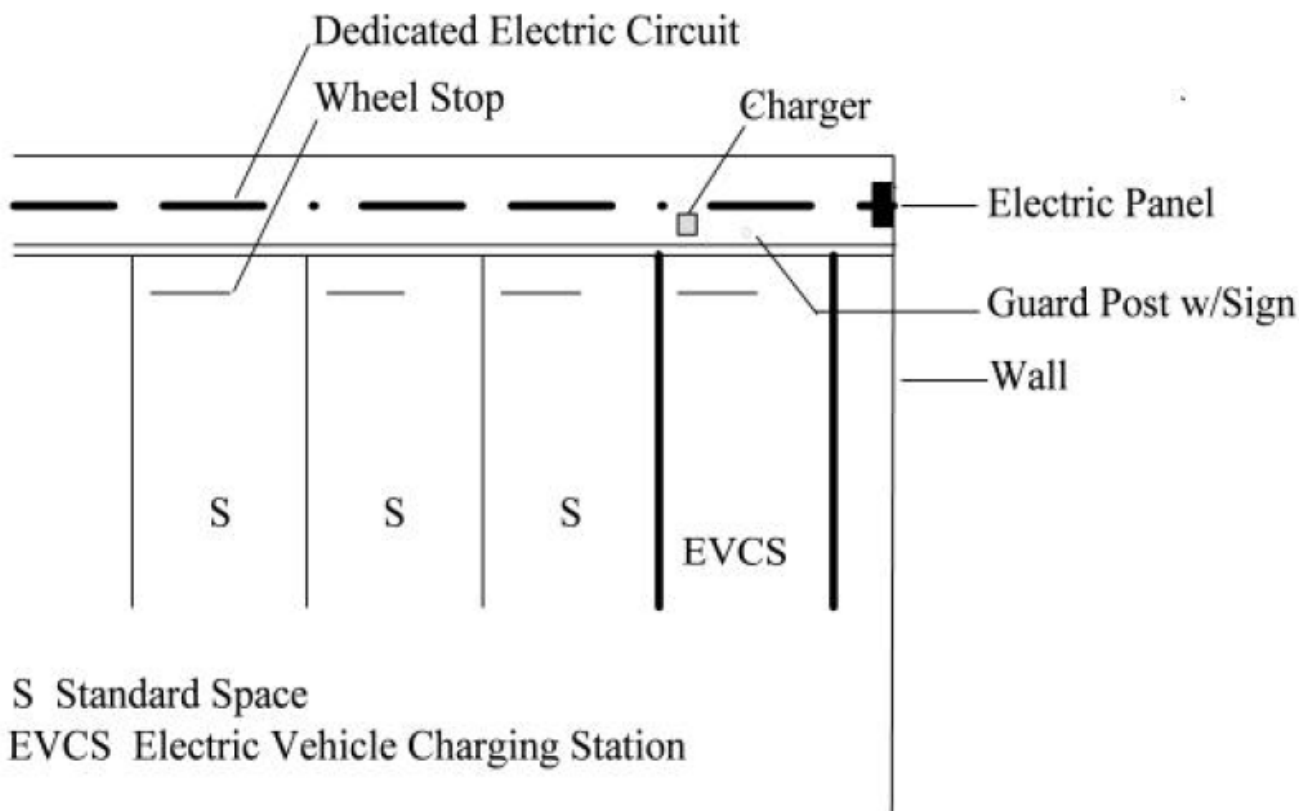 Dedicated Electric Circuit
Wheel Stop
Charger
Electric Panel
Guard Post w/Sign
Wall
S
S
S
EVCS
S Standard Space
EVCS Electric Vehicle Charging Station